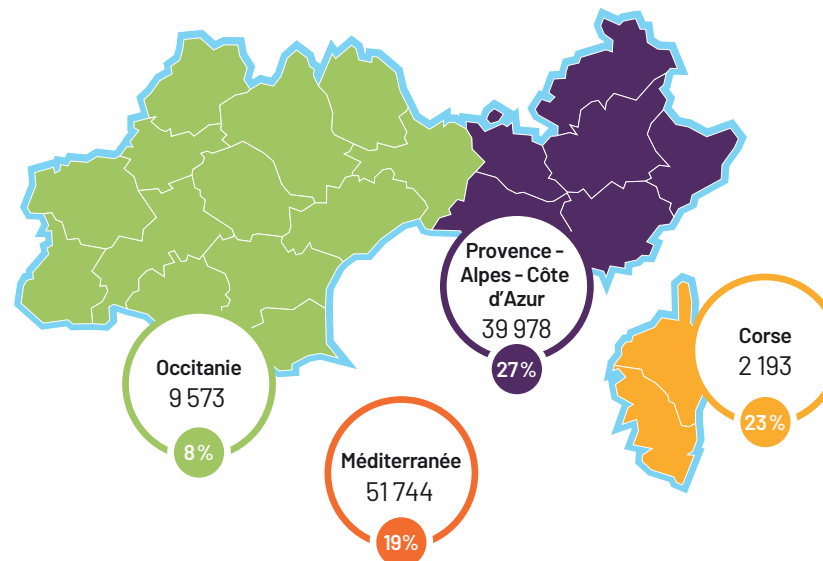 Provence -
Alpes - Côte
d'Azur
39 978
27%
Corse
2 193
23%
Occitanie
9 573
8%
Méditerranée
51 744
19%